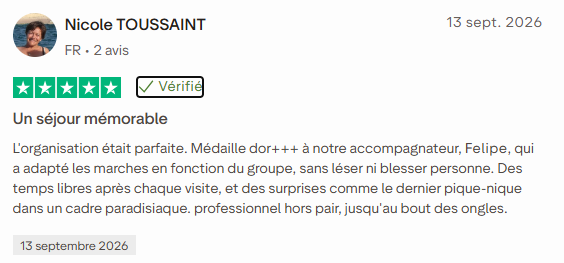 Nicole TOUSSAINT
13 sept. 2026
FR • 2 avis
Vérifié
Un séjour mémorable
L'organisation était parfaite. Médaille dor+++ à notre accompagnateur, Felipe, qui
a adapté les marches en fonction du groupe, sans léser ni blesser personne. Des
temps libres après chaque visite, et des surprises comme le dernier pique-nique
dans un cadre paradisiaque. professionnel hors pair, jusqu'au bout des ongles.
13 septembre 2026